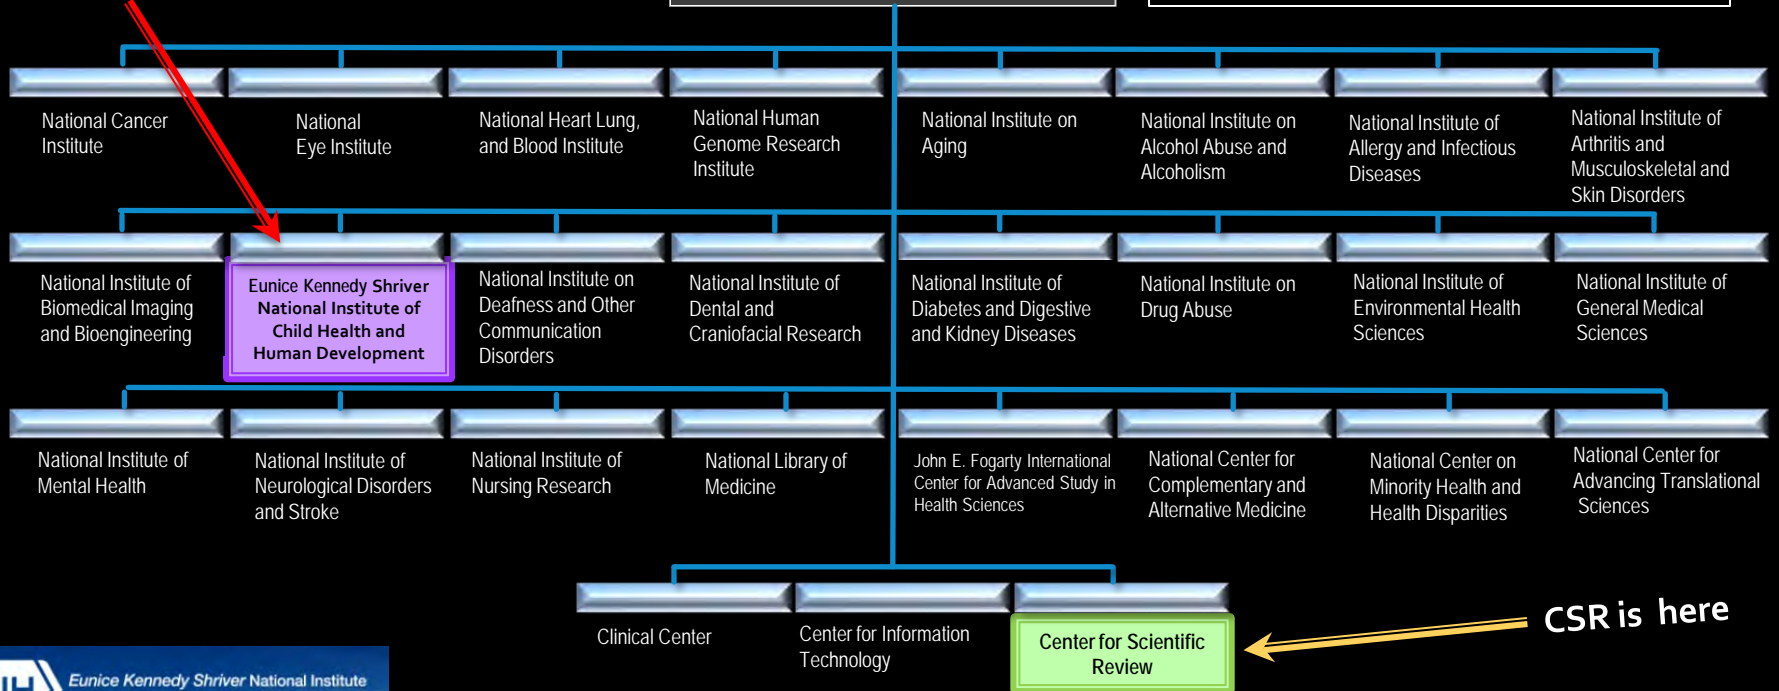 National Cancer
Institute
National
Eye Institute
National Heart Lung,
and Blood Institute
National Human
Genome Research
Institute
National Institute on
Aging
National Institute on
Alcohol Abuse and
Alcoholism
National Institute of
Allergy and Infectious
Diseases
National Institute of
Arthritis and
Musculoskeletal and
Skin Disorders
National Institute of
Biomedical Imaging
and Bioengineering
Eunice Kennedy Shriver
National Institute of
Child Health and
Human Development
National Institute on
Deafness and Other
Communication
Disorders
National Institute of
Dental and
Craniofacial Research
National Institute of
Diabetes and Digestive
and Kidney Diseases
National Institute on
Drug Abuse
National Institute of
Environmental Health
Sciences
National Institute of
General Medical
Sciences
National Institute of
Mental Health
National Institute of
Neurological Disorders
and Stroke
National Institute of
Nursing Research
National Library of
Medicine
John E. Fogarty International
Center for Advanced Study in
Health Sciences
National Center for
Complementary and
Alternative Medicine
National Center on
Minority Health and
Health Disparities
National Center for
Advancing Translational
Sciences
Clinical Center
Center for Information
Technology
Center for Scientific
Review
CSR is here
Eunice Kennedy Shriver National Institute